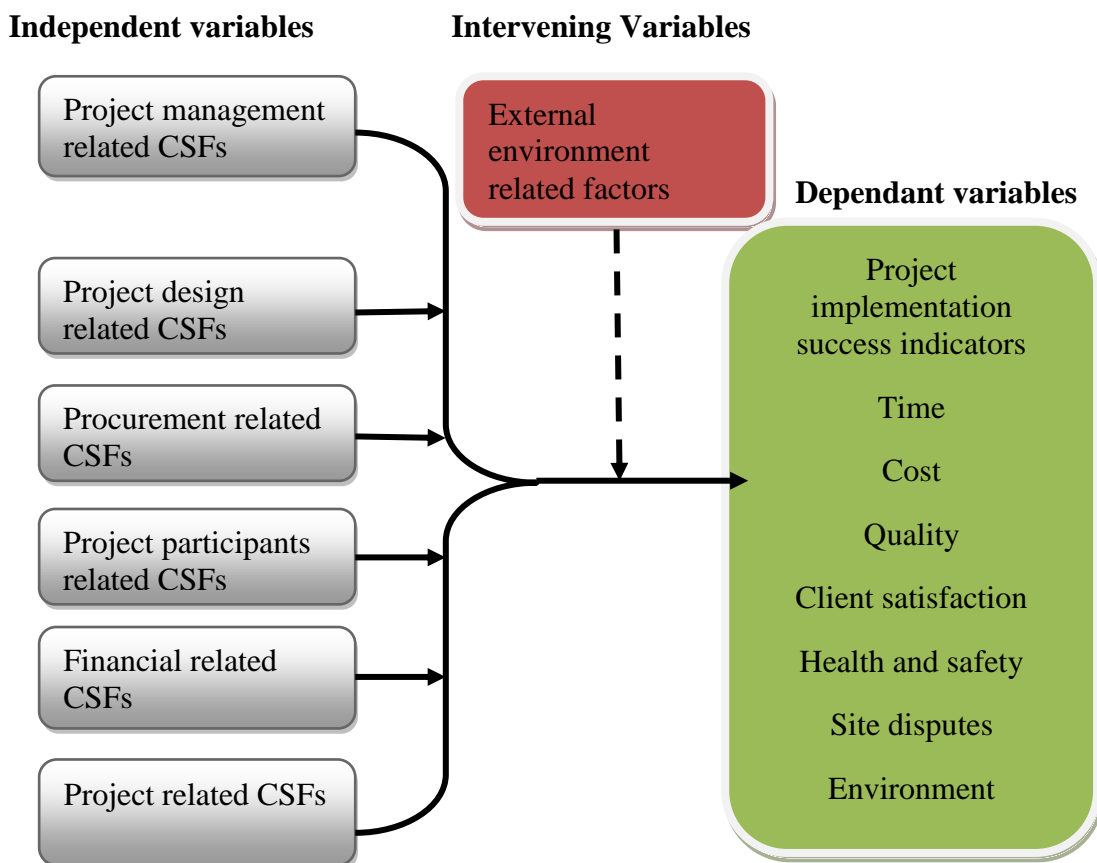 Independent variables
Intervening Variables
Project management
related CSFs
Project design
related CSFs
Procurement related
CSFs
Project participants
related CSFs
Financial related
CSFs
Project related CSFs
External
environment
related factors
Dependant variables
Project
implementation
success indicators
Time
Cost
Quality
Client satisfaction
Health and safety
Site disputes
Environment